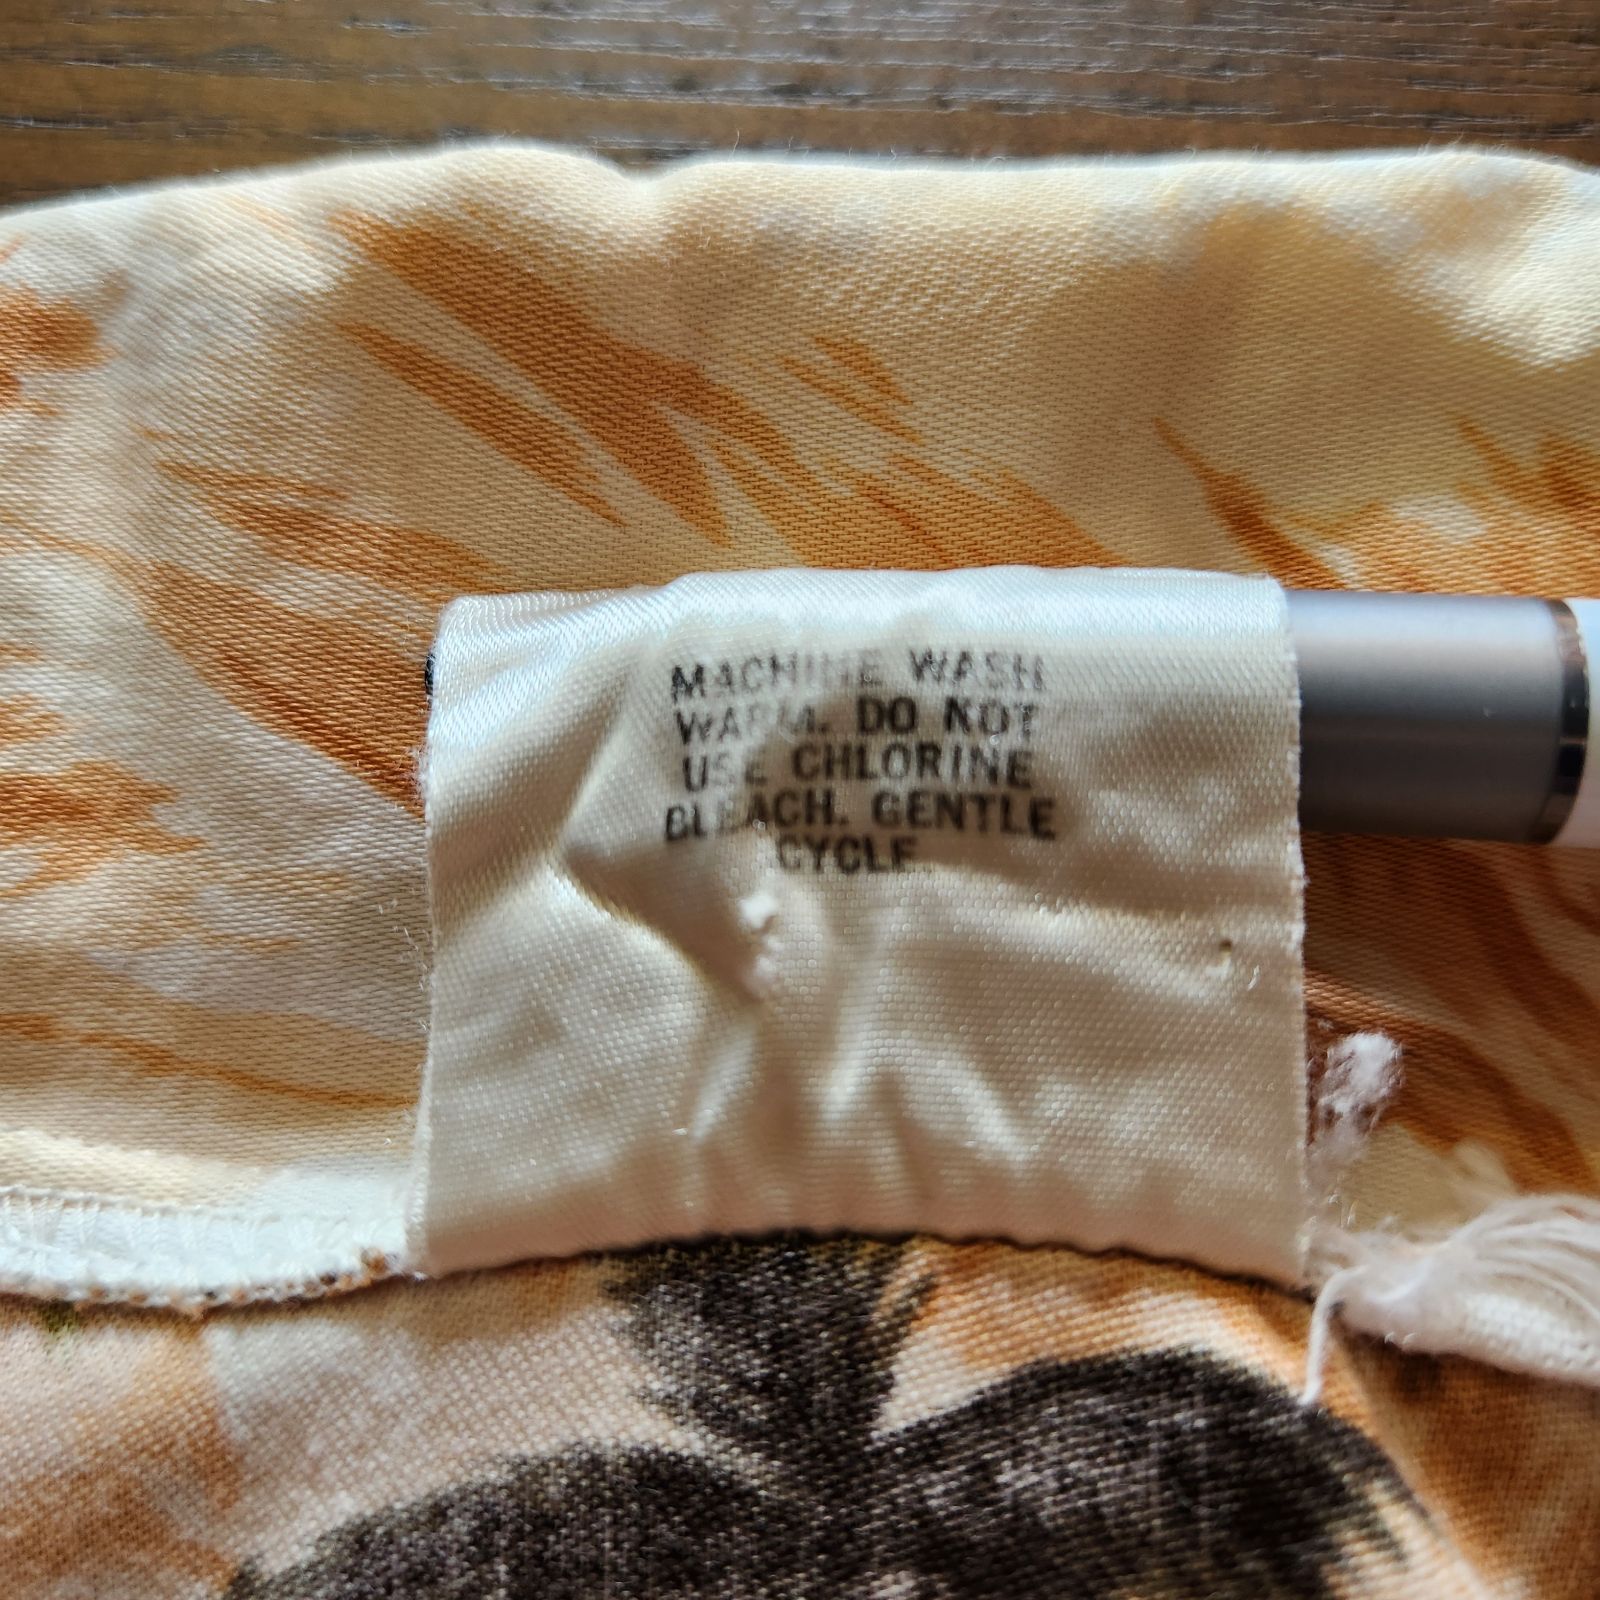 MACHINE WASH
WARM. DO NOT
USE CHLORINE
BLEACH. GENTLE
CYCLE.